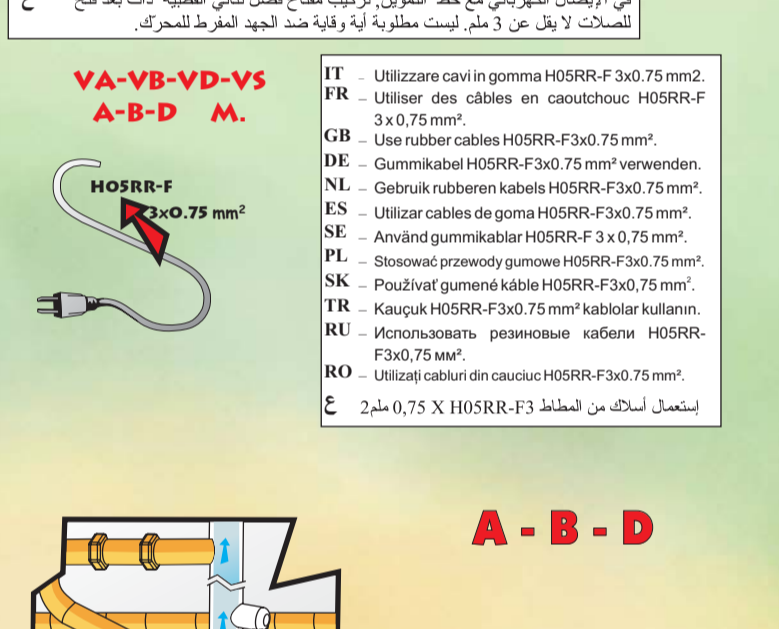 للصلات لا يقل عن 3 ملم. ليست مطلوبة أية وقاية ضد الجهد المفرط للمحرّك.
VA-VB-VD-VS
A-B-D M.
HO5RR-F
3xO.75 mm²
IT – Utilizzare cavi in gomma H05RR-F 3x0.75 mm2.
FR – Utiliser des câbles en caoutchouc H05RR-F
3 x 0,75 mm².
GB – Use rubber cables H05RR-F3x0.75 mm².
DE – Gummikabel H05RR-F3x0.75 mm² verwenden.
NL – Gebruik rubberen kabels H05RR-F3x0.75 mm².
ES – Utilizar cables de goma H05RR-F3x0.75 mm².
SE – Använd gummikablar H05RR-F 3 x 0,75 mm².
PL – Stosować przewody gumowe H05RR-F3x0.75 mm².
SK – Používať gumené káble H05RR-F3x0,75 mm².
TR – Kauçuk H05RR-F3x0.75 mm² kablolar kullanın.
RU – Использовать резиновые кабели H05RR-
F3x0,75 мм².
RO – Utilizați cabluri din cauciuc H05RR-F3x0.75 mm².
ع إستعمال أسلاك من المطاط H05RR-F3 X 0,75 ملم2
A - B - D